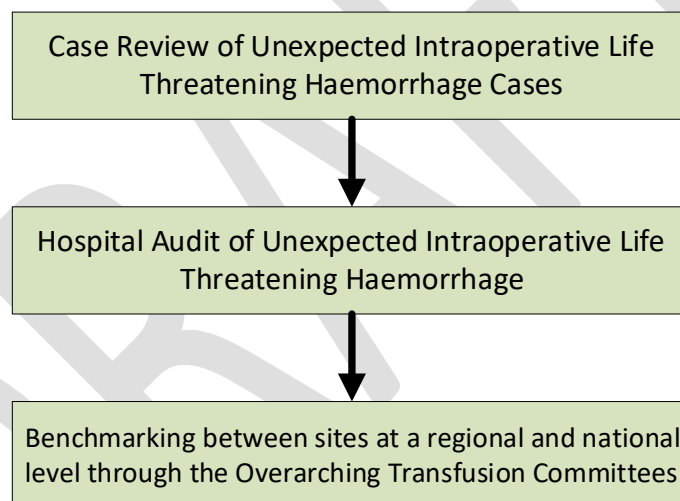 Case Review of Unexpected Intraoperative Life
Threatening Haemorrhage Cases
Hospital Audit of Unexpected Intraoperative Life
Threatening Haemorrhage
Benchmarking between sites at a regional and national
level through the Overarching Transfusion Committees